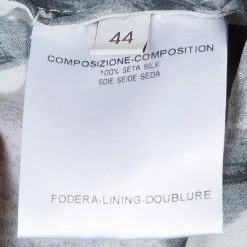 44
COMPOSIZIONE-COMPOSITION
100% SETA SILK
SOIE SEIDE SEDA
FODERA-LINING-DOUBLURE